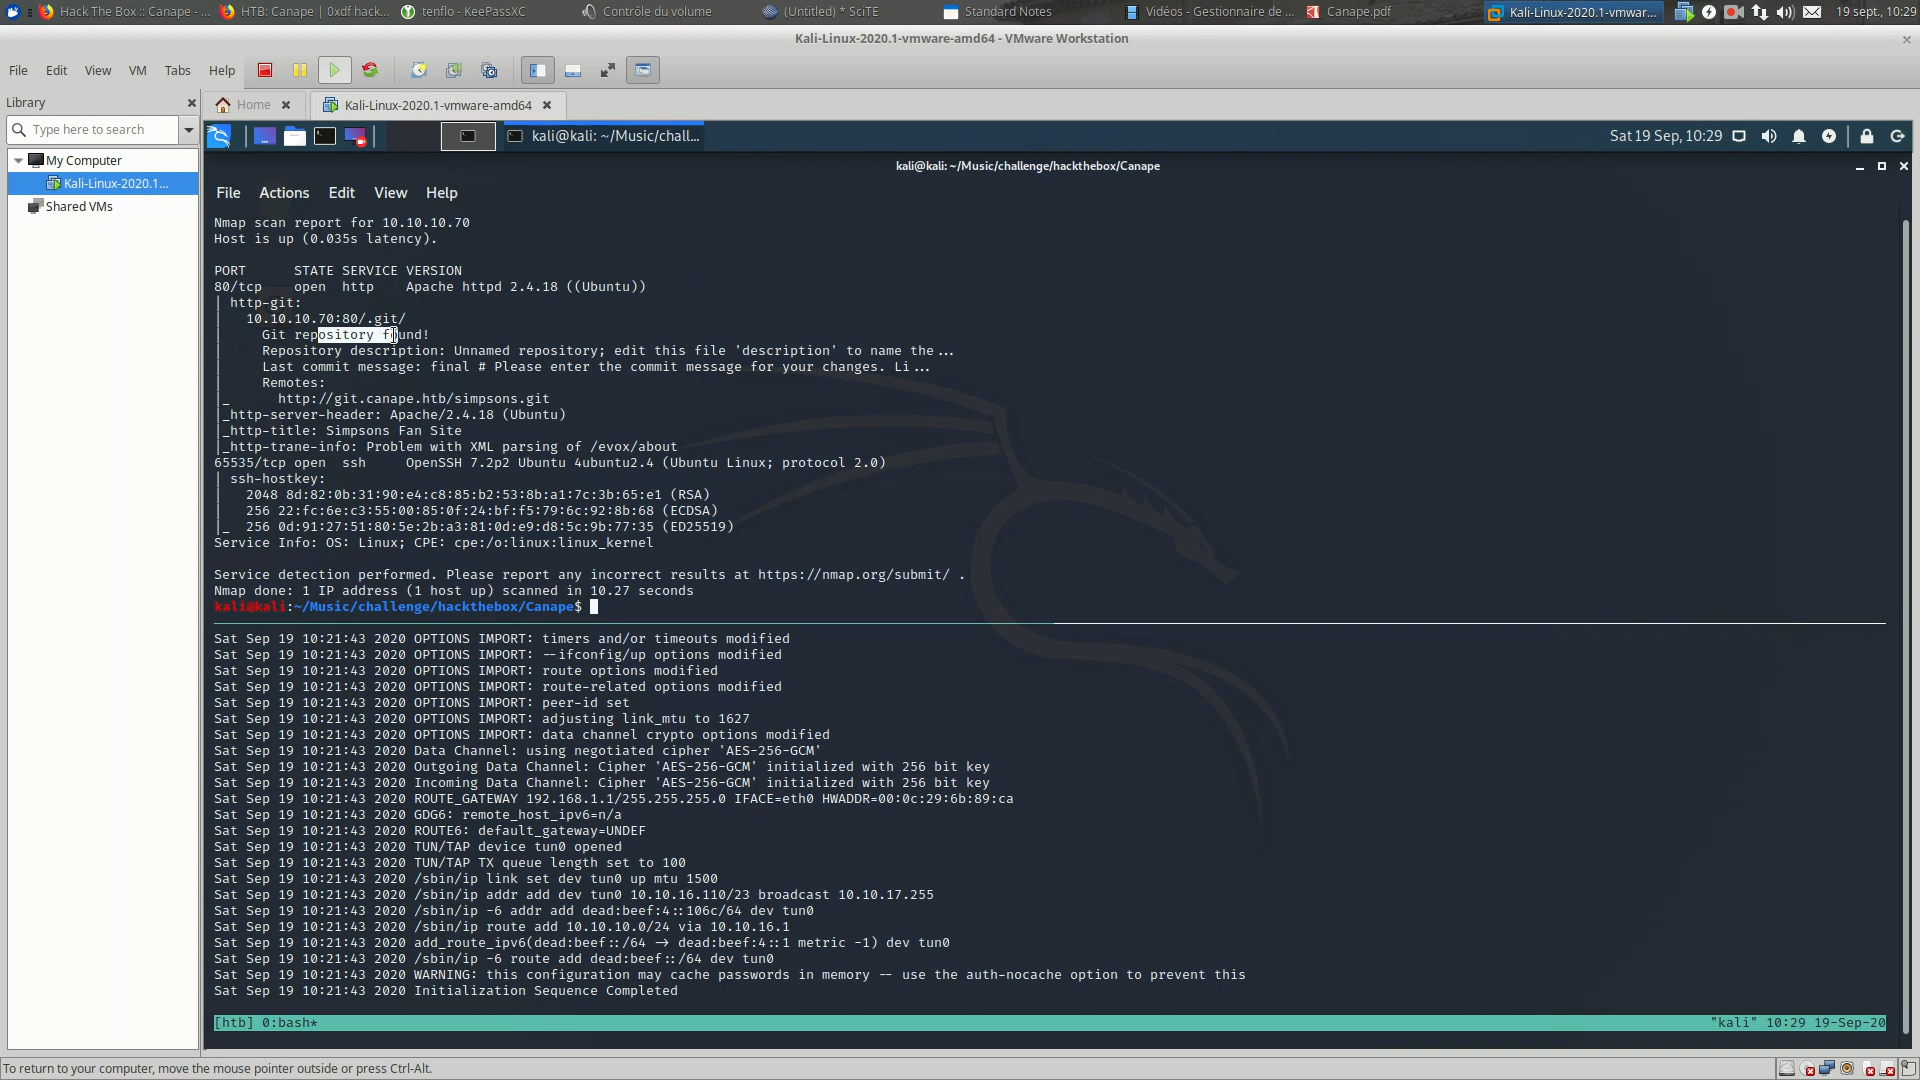 Hack The Box :: Canape - ...
HTB: Canape | 0xdf hack...
tenflo - KeePassXC
Contrôle du volume
(Untitled) * SciTE
Standard Notes
Vidéos - Gestionnaire de ...
Canape.pdf
Kali-Linux-2020.1-vmwar...
19 sept., 10:29
Kali-Linux-2020.1-vmware-amd64 - VMware Workstation
File Edit View VM Tabs Help
Library
Home
Kali-Linux-2020.1-vmware-amd64
Type here to search
kali@kali: ~/Music/chall...
Sat 19 Sep, 10:29
My Computer
Kali-Linux-2020.1...
Shared VMs
kali@kali: ~/Music/challenge/hackthebox/Canape
File Actions Edit View Help
Nmap scan report for 10.10.10.70
Host is up (0.035s latency).
PORT      STATE SERVICE VERSION
80/tcp    open  http    Apache httpd 2.4.18 ((Ubuntu))
| http-git:
|   10.10.10.70:80/.git/
|     Git repository found!
|     Repository description: Unnamed repository; edit this file 'description' to name the...
|     Last commit message: final # Please enter the commit message for your changes. Li...
|     Remotes:
|_      http://git.canape.htb/simpsons.git
|_http-server-header: Apache/2.4.18 (Ubuntu)
|_http-title: Simpsons Fan Site
|_http-trane-info: Problem with XML parsing of /evox/about
65535/tcp open  ssh     OpenSSH 7.2p2 Ubuntu 4ubuntu2.4 (Ubuntu Linux; protocol 2.0)
| ssh-hostkey:
|   2048 8d:82:0b:31:90:e4:c8:85:b2:53:8b:a1:7c:3b:65:e1 (RSA)
|   256 22:fc:6e:c3:55:00:85:0f:24:bf:f5:79:6c:92:8b:68 (ECDSA)
|_  256 0d:91:27:51:80:5e:2b:a3:81:0d:e9:d8:5c:9b:77:35 (ED25519)
Service Info: OS: Linux; CPE: cpe:/o:linux:linux_kernel
Service detection performed. Please report any incorrect results at https://nmap.org/submit/ .
Nmap done: 1 IP address (1 host up) scanned in 10.27 seconds
kali@kali:~/Music/challenge/hackthebox/Canape$
Sat Sep 19 10:21:43 2020 OPTIONS IMPORT: timers and/or timeouts modified
Sat Sep 19 10:21:43 2020 OPTIONS IMPORT: --ifconfig/up options modified
Sat Sep 19 10:21:43 2020 OPTIONS IMPORT: route options modified
Sat Sep 19 10:21:43 2020 OPTIONS IMPORT: route-related options modified
Sat Sep 19 10:21:43 2020 OPTIONS IMPORT: peer-id set
Sat Sep 19 10:21:43 2020 OPTIONS IMPORT: adjusting link_mtu to 1627
Sat Sep 19 10:21:43 2020 OPTIONS IMPORT: data channel crypto options modified
Sat Sep 19 10:21:43 2020 Data Channel: using negotiated cipher 'AES-256-GCM'
Sat Sep 19 10:21:43 2020 Outgoing Data Channel: Cipher 'AES-256-GCM' initialized with 256 bit key
Sat Sep 19 10:21:43 2020 Incoming Data Channel: Cipher 'AES-256-GCM' initialized with 256 bit key
Sat Sep 19 10:21:43 2020 ROUTE_GATEWAY 192.168.1.1/255.255.255.0 IFACE=eth0 HWADDR=00:0c:29:6b:89:ca
Sat Sep 19 10:21:43 2020 GDG6: remote_host_ipv6=n/a
Sat Sep 19 10:21:43 2020 ROUTE6: default_gateway=UNDEF
Sat Sep 19 10:21:43 2020 TUN/TAP device tun0 opened
Sat Sep 19 10:21:43 2020 TUN/TAP TX queue length set to 100
Sat Sep 19 10:21:43 2020 /sbin/ip link set dev tun0 up mtu 1500
Sat Sep 19 10:21:43 2020 /sbin/ip addr add dev tun0 10.10.16.110/23 broadcast 10.10.17.255
Sat Sep 19 10:21:43 2020 /sbin/ip -6 addr add dead:beef:4::106c/64 dev tun0
Sat Sep 19 10:21:43 2020 /sbin/ip route add 10.10.10.0/24 via 10.10.16.1
Sat Sep 19 10:21:43 2020 add_route_ipv6(dead:beef::/64 -> dead:beef:4::1 metric -1) dev tun0
Sat Sep 19 10:21:43 2020 /sbin/ip -6 route add dead:beef::/64 dev tun0
Sat Sep 19 10:21:43 2020 WARNING: this configuration may cache passwords in memory -- use the auth-nocache option to prevent this
Sat Sep 19 10:21:43 2020 Initialization Sequence Completed
[htb] 0:bash*
"kali" 10:29 19-Sep-20
To return to your computer, move the mouse pointer outside or press Ctrl-Alt.